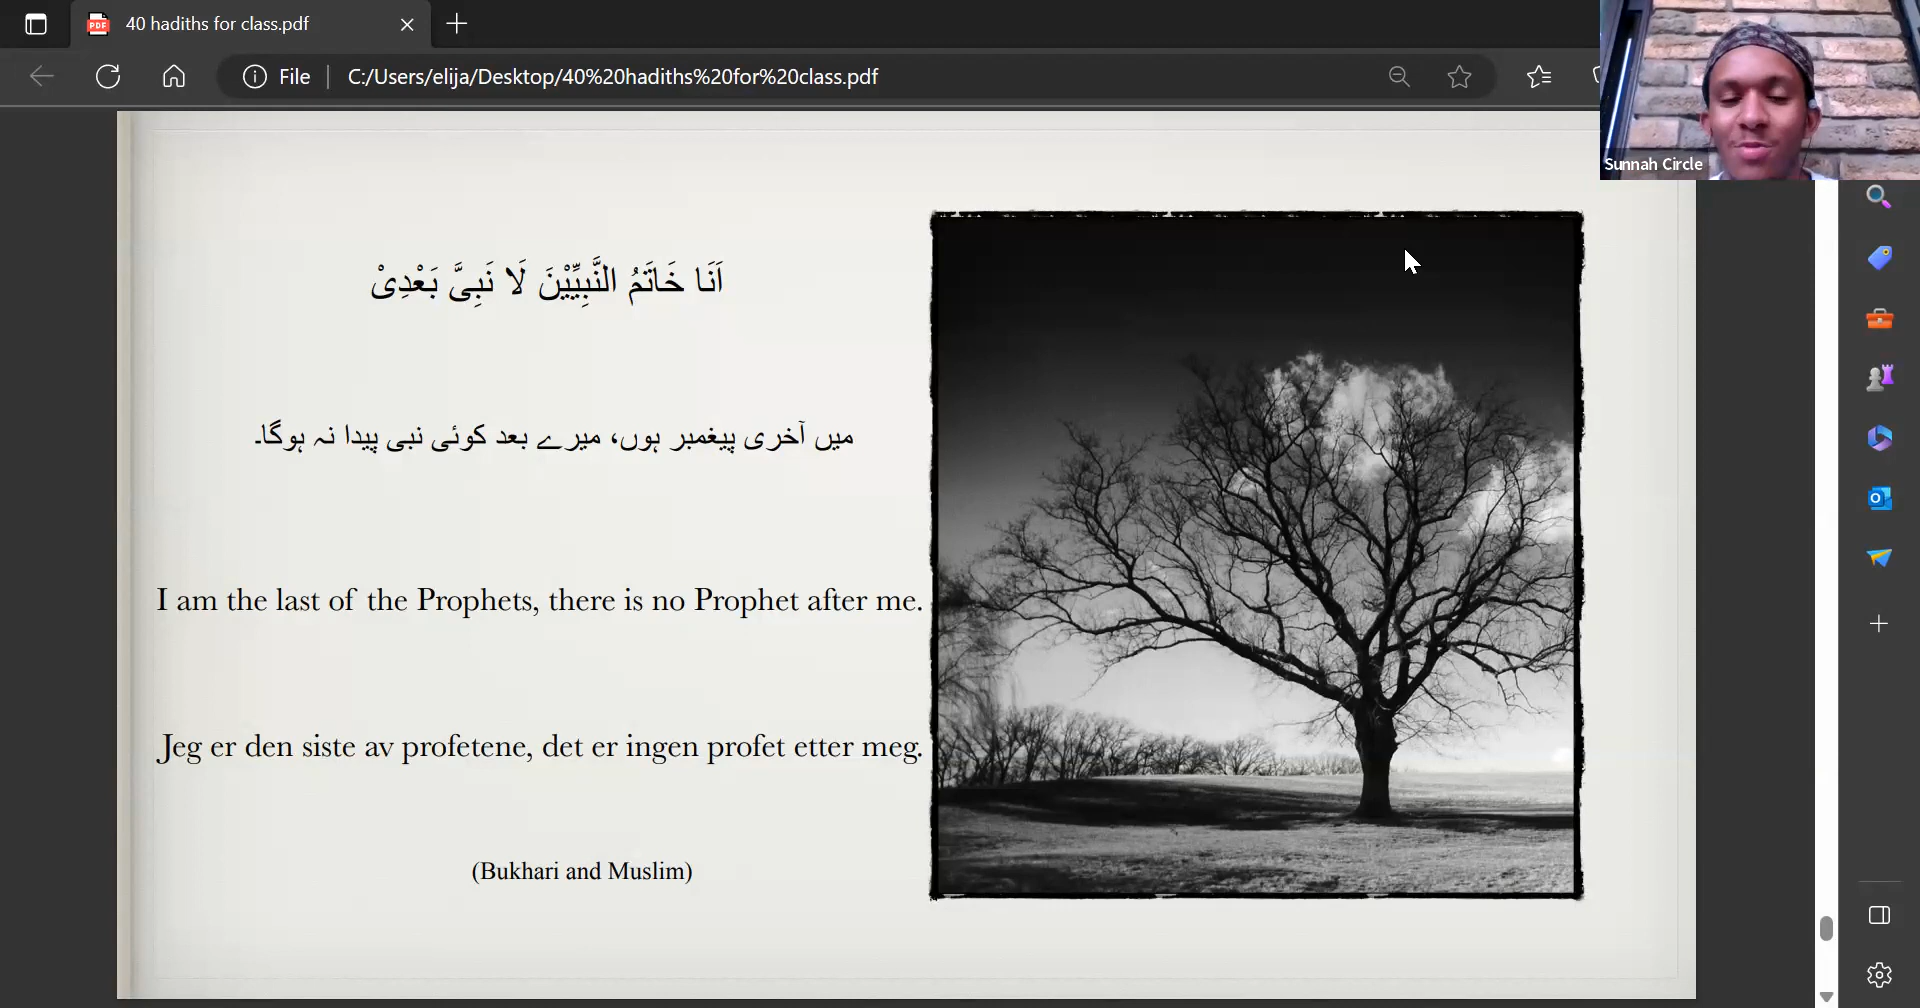 40 hadiths for class.pdf
File
C:/Users/elija/Desktop/40%20hadiths%20for%20class.pdf
Sunnah Circle
اَنَا خَاتَمُ النَّبِيِّيْنَ لَا نَبِىَّ بَعْدِىْ
میں آخری پیغمبر ہوں، میرے بعد کوئی نبی پیدا نہ ہوگا۔
I am the last of the Prophets, there is no Prophet after me.
Jeg er den siste av profetene, det er ingen profet etter meg.
(Bukhari and Muslim)